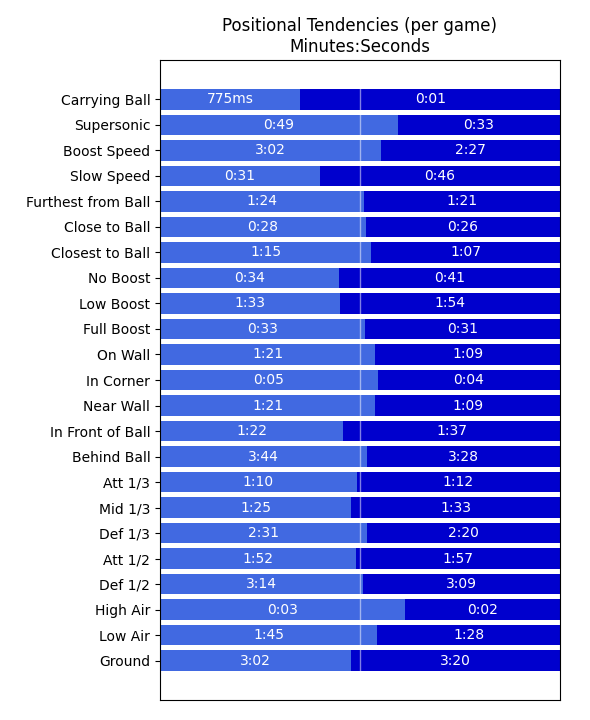 Positional Tendencies (per game)
Minutes:Seconds
Carrying Ball 775ms 0:01
Supersonic 0:49 0:33
Boost Speed 3:02 2:27
Slow Speed 0:31 0:46
Furthest from Ball 1:24 1:21
Close to Ball 0:28 0:26
Closest to Ball 1:15 1:07
No Boost 0:34 0:41
Low Boost 1:33 1:54
Full Boost 0:33 0:31
On Wall 1:21 1:09
In Corner 0:05 0:04
Near Wall 1:21 1:09
In Front of Ball 1:22 1:37
Behind Ball 3:44 3:28
Att 1/3 1:10 1:12
Mid 1/3 1:25 1:33
Def 1/3 2:31 2:20
Att 1/2 1:52 1:57
Def 1/2 3:14 3:09
High Air 0:03 0:02
Low Air 1:45 1:28
Ground 3:02 3:20